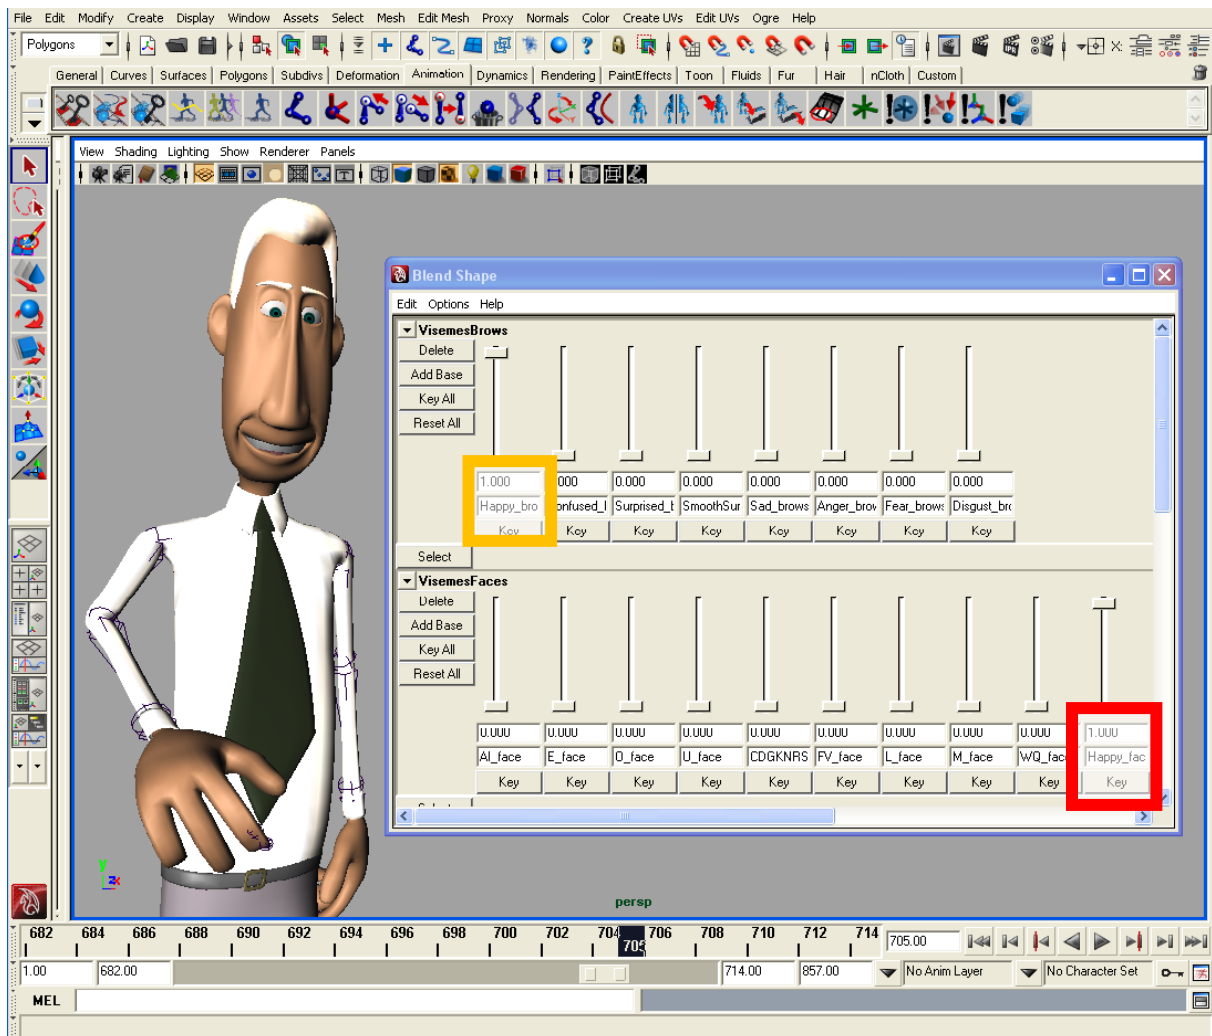 File Edit Modify Create Display Window Assets Select Mesh Edit Mesh Proxy Normals Color Create UVs Edit UVs Ogre Help
Polygons
General Curves Surfaces Polygons Subdivs Deformation Animation Dynamics Rendering PaintEffects Toon Fluids Fur Hair nCloth Custom
View Shading Lighting Show Renderer Panels
Blend Shape
Edit Options Help
VisemesBrows
Delete
Add Base
Key All
Reset All
1.000 0.000 0.000 0.000 0.000 0.000 0.000 0.000
Happy_bro onfused_l Surprised_t SmoothSur Sad_brows Anger_brow Fear_brows Disgust_bro
Key Key Key Key Key Key Key Key
Select
VisemesFaces
Delete
Add Base
Key All
Reset All
0.000 0.000 0.000 0.000 0.000 0.000 0.000 0.000 0.000 1.000
AI_face E_face O_face U_face CDGKNRS FV_face L_face M_face WQ_fac Happy_fac
Key Key Key Key Key Key Key Key Key Key
y
z x
persp
682 684 686 688 690 692 694 696 698 700 702 704 705 706 708 710 712 714 705.00
1.00 682.00 714.00 857.00 No Anim Layer No Character Set
MEL